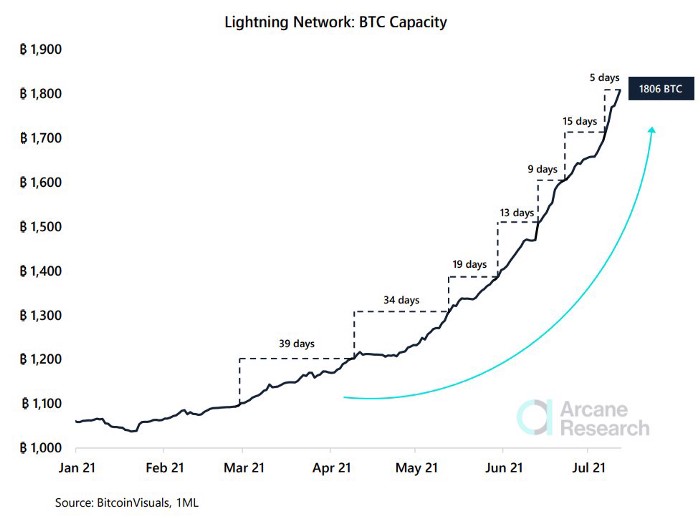 Lightning Network: BTC Capacity
฿ 1,900
฿ 1,800
฿ 1,700
฿ 1,600
฿ 1,500
฿ 1,400
฿ 1,300
฿ 1,200
฿ 1,100
฿ 1,000
39 days
34 days
19 days
13 days
9 days
15 days
5 days
1806 BTC
Arcane
Research
Jan 21 Feb 21 Mar 21 Apr 21 May 21 Jun 21 Jul 21
Source: BitcoinVisuals, 1ML